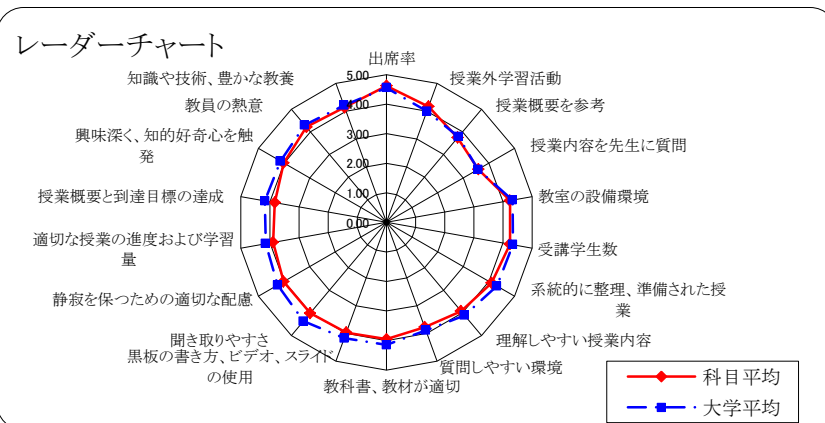 レーダーチャート
出席率
授業外学習活動
授業概要を参考
授業内容を先生に質問
教室の設備環境
受講学生数
系統的に整理、準備された授
業
理解しやすい授業内容
質問しやすい環境
教科書、教材が適切
黒板の書き方、ビデオ、スライド
の使用
聞き取りやすさ
静寂を保つための適切な配慮
適切な授業の進度および学習
量
授業概要と到達目標の達成
興味深く、知的好奇心を触
発
教員の熱意
知識や技術、豊かな教養
5.00
4.00
3.00
2.00
1.00
0.00
科目平均
大学平均